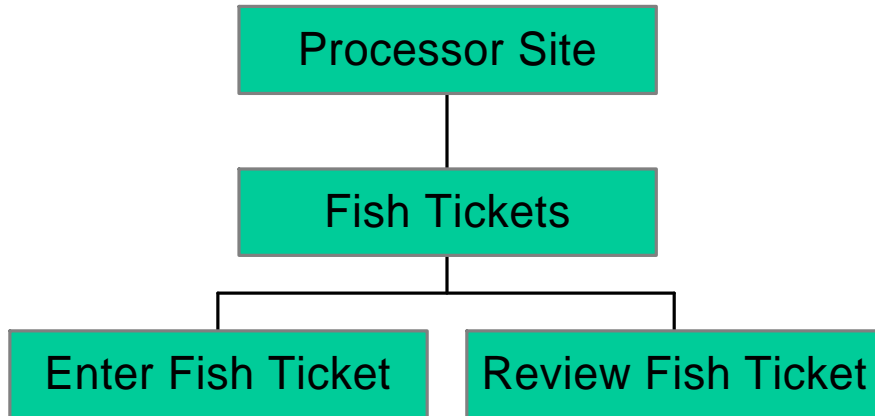 Processor Site
Fish Tickets
Enter Fish Ticket
Review Fish Ticket